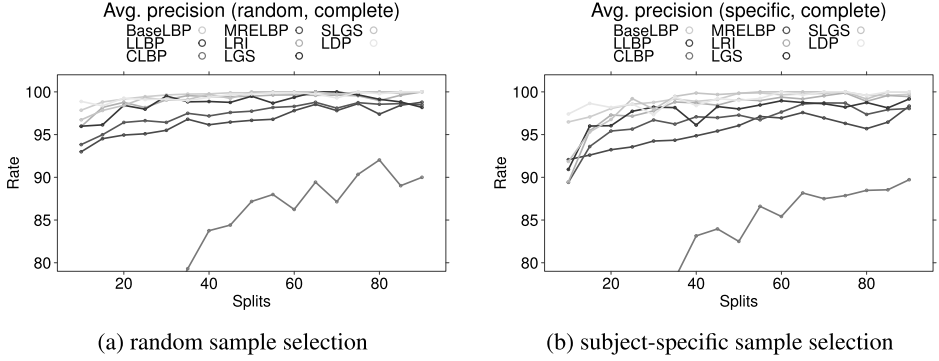 Avg. precision (random, complete)
BaseLBP MRELBP SLGS
LLBP LRI LDP
CLBP LGS
100
95
90
85
80
Rate
20 40 60 80
Splits
(a) random sample selection
Avg. precision (specific, complete)
BaseLBP MRELBP SLGS
LLBP LRI LDP
CLBP LGS
100
95
90
85
80
Rate
20 40 60 80
Splits
(b) subject-specific sample selection